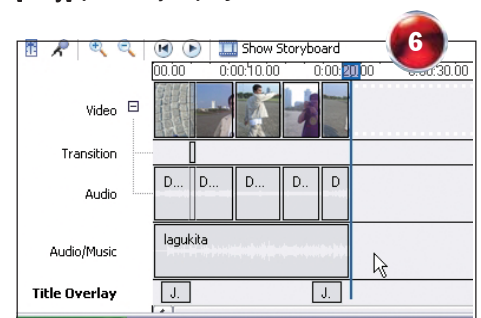 6
Show Storyboard
00.00 0:00:10.00 0:00:20.00 0:00:30.00
Video
Transition
Audio D... D... D... D.. D
Audio/Music lagukita
Title Overlay J. J.